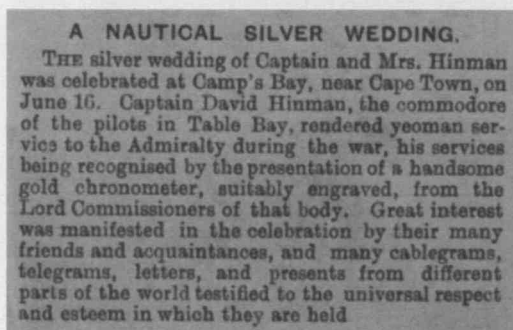 A NAUTICAL SILVER WEDDING.
THE silver wedding of Captain and Mrs. Hinman
was celebrated at Camp's Bay, near Cape Town, on
June 16. Captain David Hinman, the commodore
of the pilots in Table Bay, rendered yeoman ser-
vice to the Admiralty during the war, his services
being recognised by the presentation of a handsome
gold chronometer, suitably engraved, from the
Lord Commissioners of that body. Great interest
was manifested in the celebration by their many
friends and acquaintances, and many cablegrams,
telegrams, letters, and presents from different
parts of the world testified to the universal respect
and esteem in which they are held